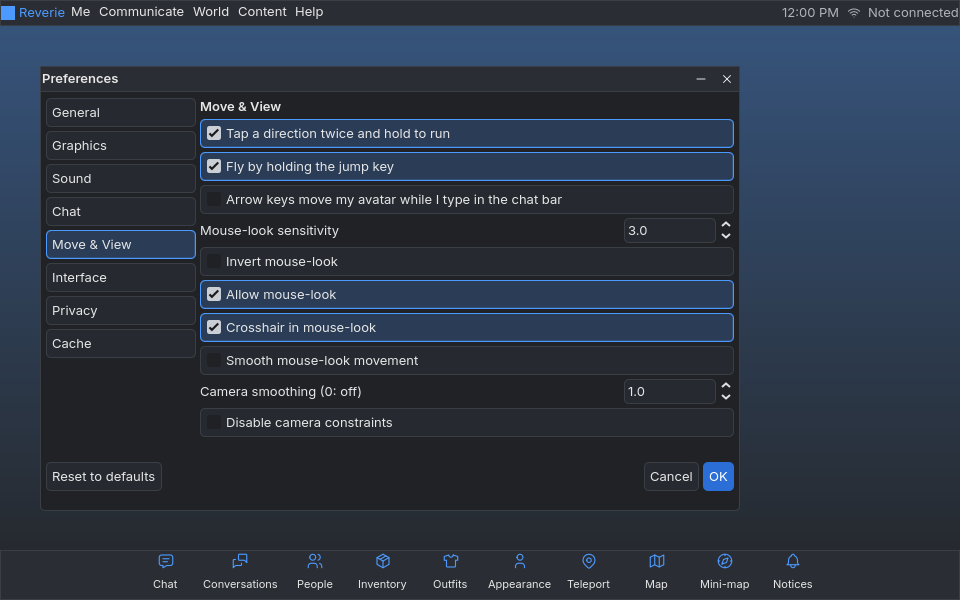 Reverie Me Communicate World Content Help 12:00 PM Not connected
Preferences
General
Graphics
Sound
Chat
Move & View
Interface
Privacy
Cache
Move & View
Tap a direction twice and hold to run
Fly by holding the jump key
Arrow keys move my avatar while I type in the chat bar
Mouse-look sensitivity 3.0
Invert mouse-look
Allow mouse-look
Crosshair in mouse-look
Smooth mouse-look movement
Camera smoothing (0: off) 1.0
Disable camera constraints
Reset to defaults Cancel OK
Chat Conversations People Inventory Outfits Appearance Teleport Map Mini-map Notices